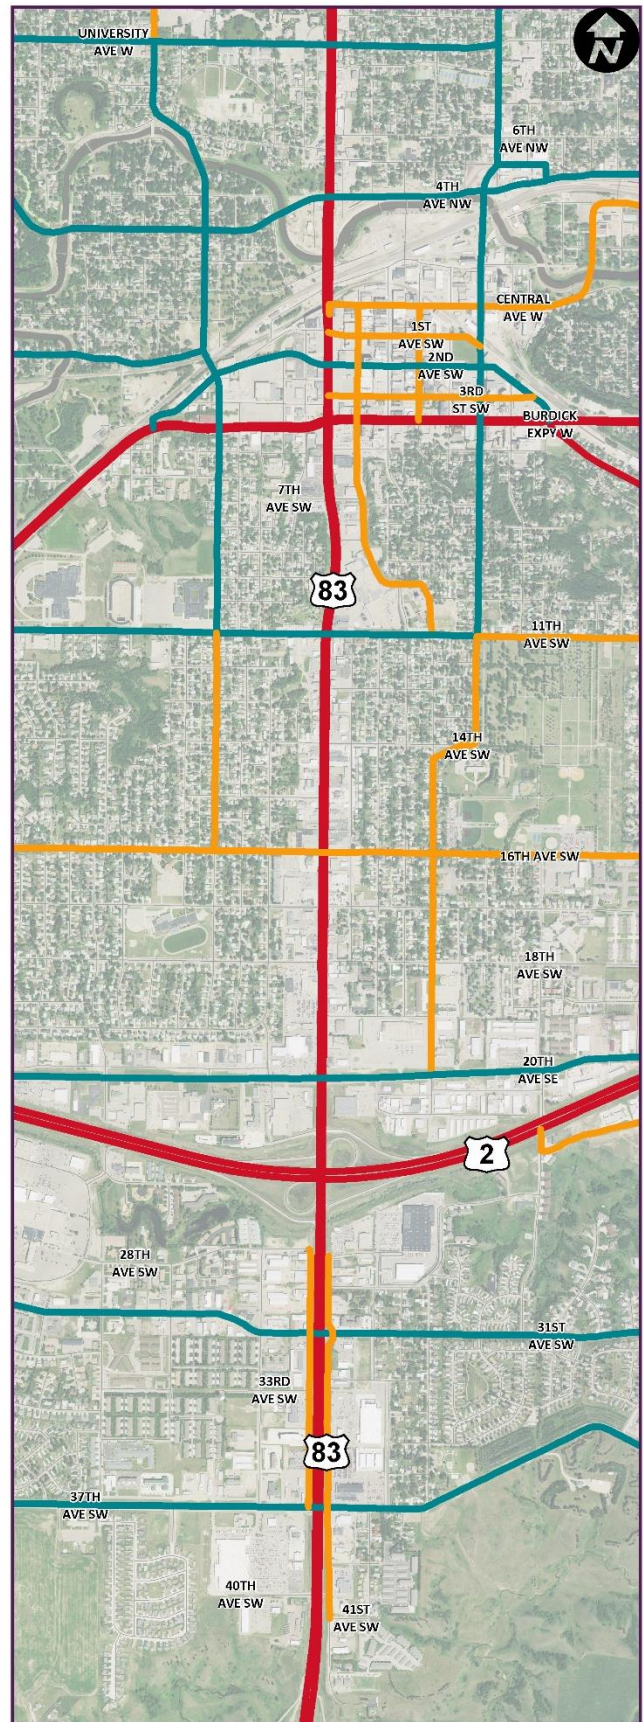 UNIVERSITY
AVE W
N
6TH
AVE NW
4TH
AVE NW
CENTRAL
AVE W
1ST
AVE SW
2ND
AVE SW
3RD
ST SW
BURDICK
EXPY W
7TH
AVE SW
83
11TH
AVE SW
14TH
AVE SW
16TH AVE SW
18TH
AVE SW
20TH
AVE SE
2
28TH
AVE SW
31ST
AVE SW
33RD
AVE SW
83
37TH
AVE SW
40TH
AVE SW
41ST
AVE SW